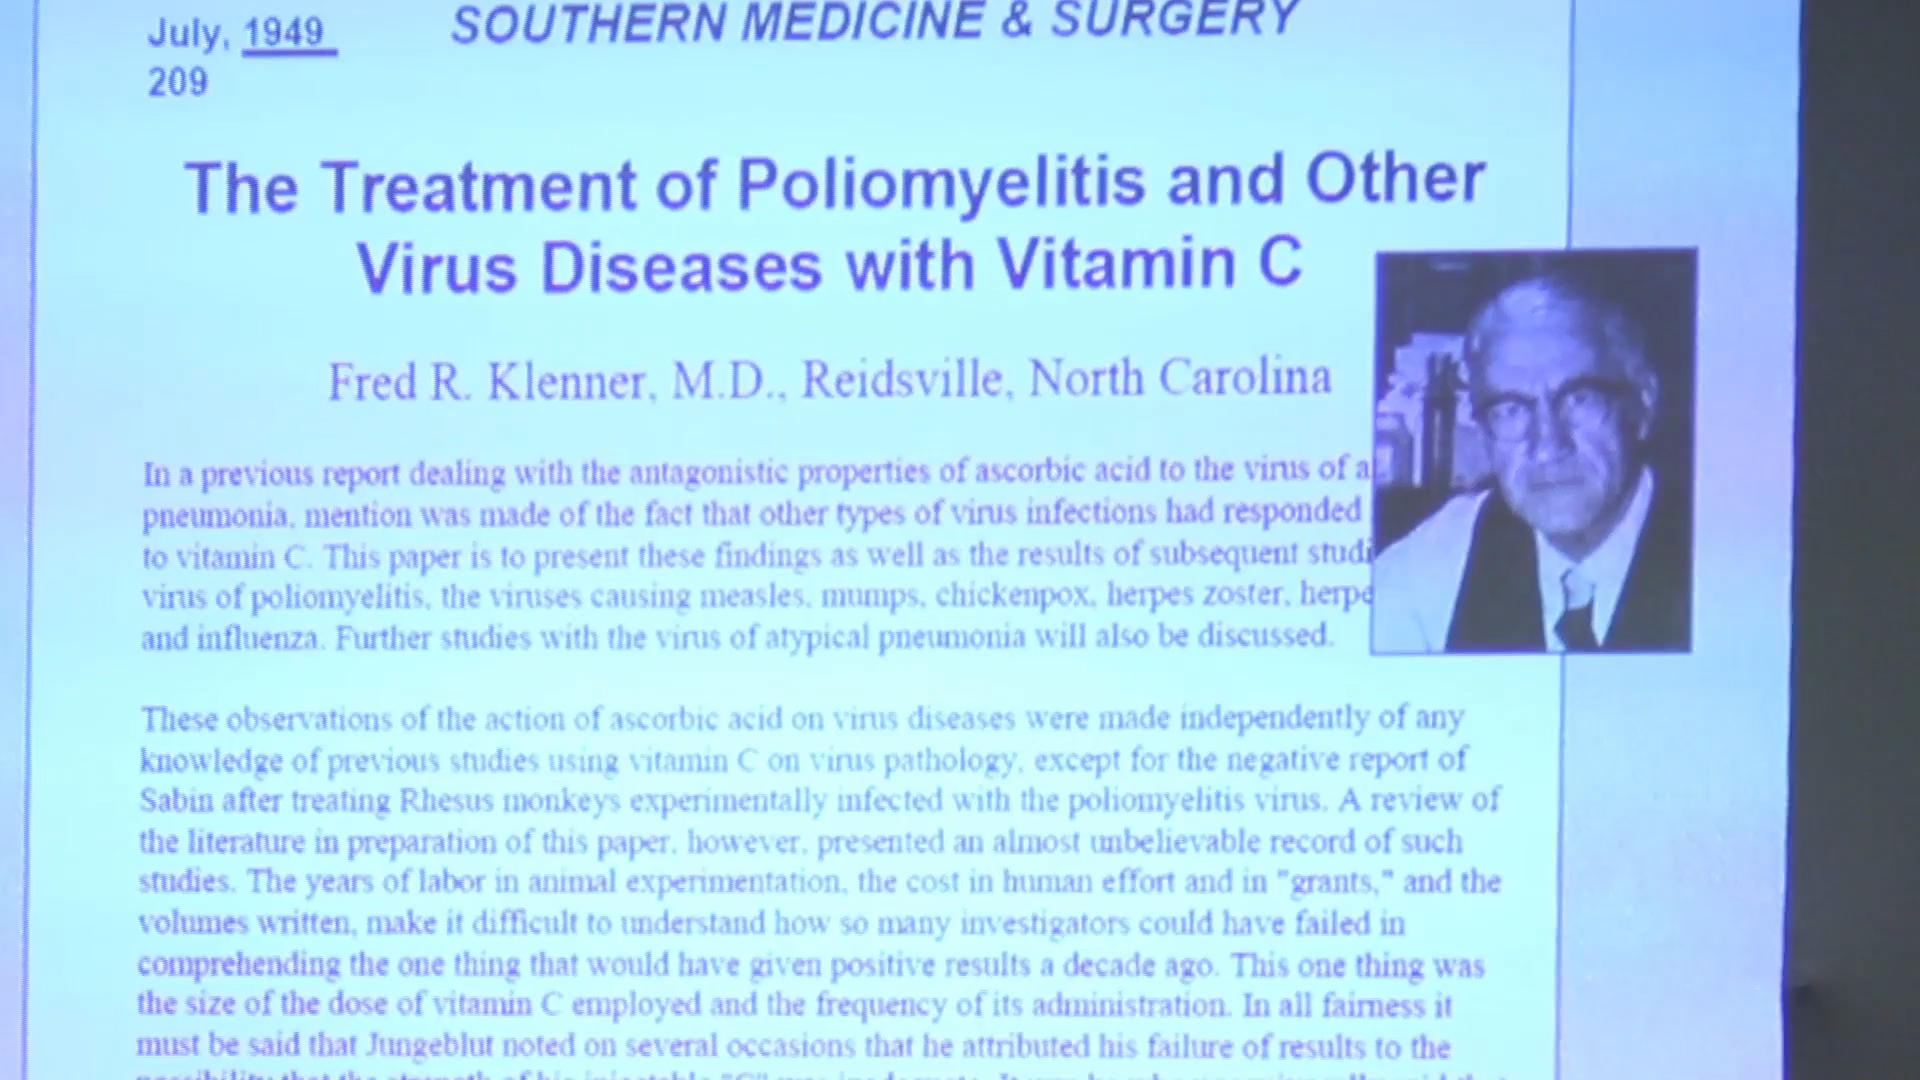 July, 1949 SOUTHERN MEDICINE & SURGERY
209
The Treatment of Poliomyelitis and Other
Virus Diseases with Vitamin C
Fred R. Klenner, M.D., Reidsville, North Carolina
In a previous report dealing with the antagonistic properties of ascorbic acid to the virus of
pneumonia, mention was made of the fact that other types of virus infections had responded
to vitamin C. This paper is to present these findings as well as the results of subsequent studi
virus of poliomyelitis, the viruses causing measles, mumps, chickenpox, herpes zoster, herpe
and influenza. Further studies with the virus of atypical pneumonia will also be discussed.
These observations of the action of ascorbic acid on virus diseases were made independently of any
knowledge of previous studies using vitamin C on virus pathology, except for the negative report of
Sabin after treating Rhesus monkeys experimentally infected with the poliomyelitis virus. A review of
the literature in preparation of this paper, however, presented an almost unbelievable record of such
studies. The years of labor in animal experimentation, the cost in human effort and in "grants," and the
volumes written, make it difficult to understand how so many investigators could have failed in
comprehending the one thing that would have given positive results a decade ago. This one thing was
the size of the dose of vitamin C employed and the frequency of its administration. In all fairness it
must be said that Jungeblut noted on several occasions that he attributed his failure of results to the